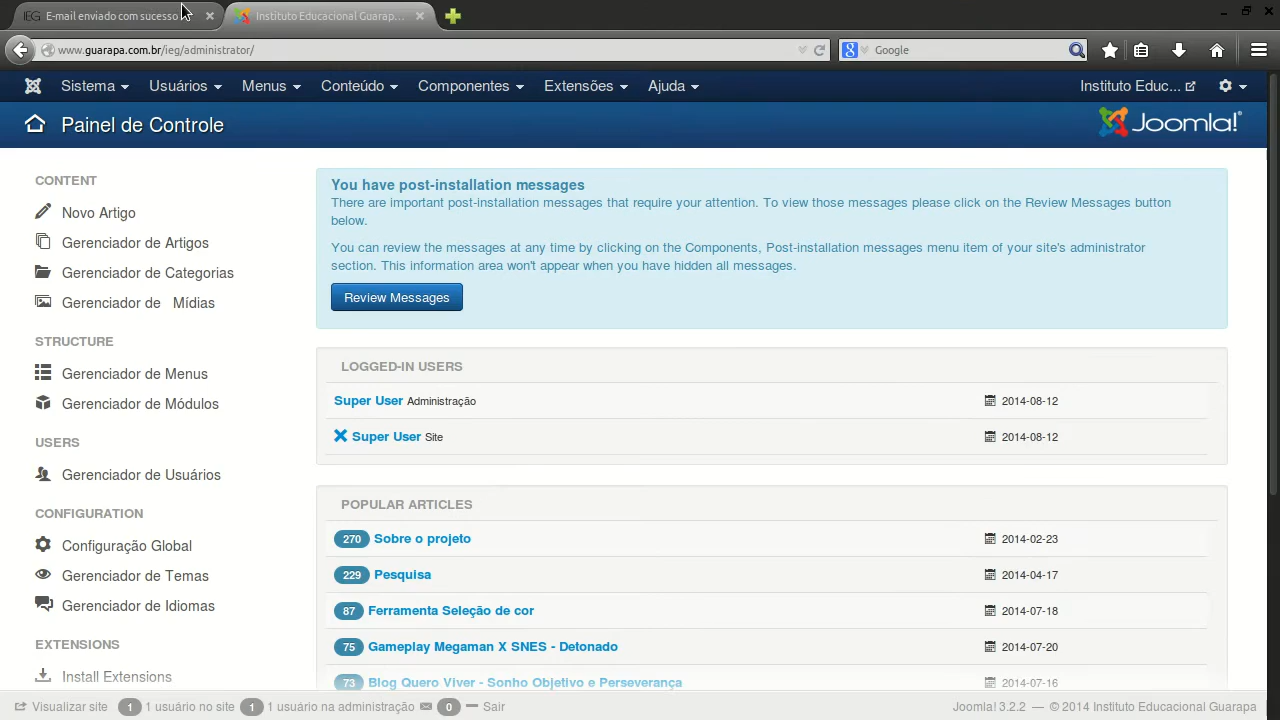 IEG E-mail enviado com sucesso
Instituto Educacional Guarap...
www.guarapa.com.br/ieg/administrator/
Google
Sistema Usuários Menus Conteúdo Componentes Extensões Ajuda Instituto Educ...
Painel de Controle
Joomla!
CONTENT
Novo Artigo
Gerenciador de Artigos
Gerenciador de Categorias
Gerenciador de Mídias
STRUCTURE
Gerenciador de Menus
Gerenciador de Módulos
USERS
Gerenciador de Usuários
CONFIGURATION
Configuração Global
Gerenciador de Temas
Gerenciador de Idiomas
EXTENSIONS
Install Extensions
You have post-installation messages
There are important post-installation messages that require your attention. To view those messages please click on the Review Messages button
below.
You can review the messages at any time by clicking on the Components, Post-installation messages menu item of your site's administrator
section. This information area won't appear when you have hidden all messages.
Review Messages
LOGGED-IN USERS
Super User Administração 2014-08-12
Super User Site 2014-08-12
POPULAR ARTICLES
270 Sobre o projeto 2014-02-23
229 Pesquisa 2014-04-17
87 Ferramenta Seleção de cor 2014-07-18
75 Gameplay Megaman X SNES - Detonado 2014-07-20
73 Blog Quero Viver - Sonho Objetivo e Perseverança 2014-07-16
Visualizar site 1 1 usuário no site 1 1 usuário na administração 0 Sair Joomla! 3.2.2 — © 2014 Instituto Educacional Guarapa